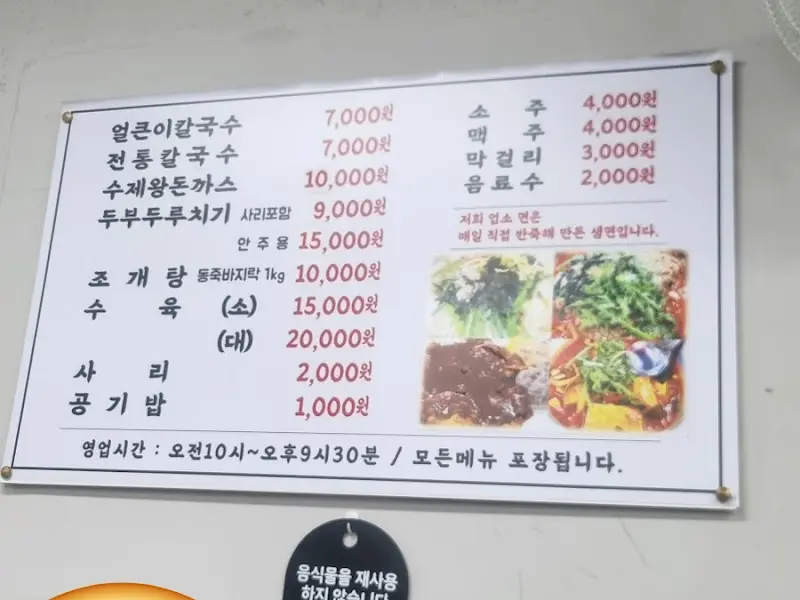 얼큰이칼국수 7,000원
전통칼국수 7,000원
수제왕돈까스 10,000원
두부두루치기 사리포함 9,000원
안주용 15,000원
조개탕 동죽바지락 1kg 10,000원
수육 (소) 15,000원
(대) 20,000원
사리 2,000원
공기밥 1,000원
소주 4,000원
맥주 4,000원
막걸리 3,000원
음료수 2,000원
저희 업소 면은
매일 직접 반죽해 만든 생면입니다.
영업시간 : 오전10시~오후9시30분 / 모든메뉴 포장됩니다.
음식물을 재사용
하지 않습니다